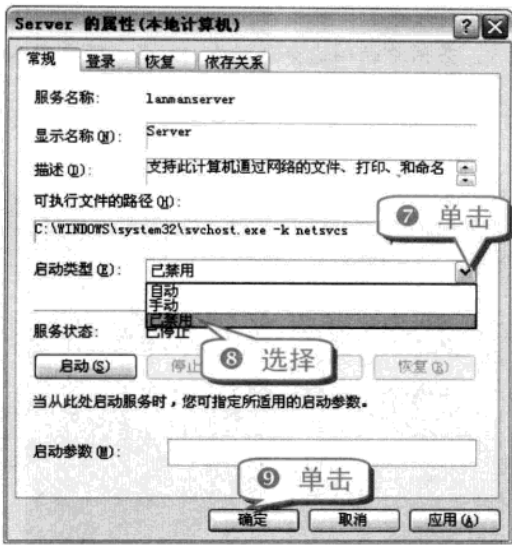 Server 的属性(本地计算机)
常规 登录 恢复 依存关系
服务名称: lanmanserver
显示名称(N): Server
描述(D): 支持此计算机通过网络的文件、打印、和命名
可执行文件的路径(H):
C:\WINDOWS\system32\svchost.exe -k netsvcs
❼ 单击
启动类型(E): 已禁用
自动
手动
已禁用
服务状态: 已停止
❽ 选择
启动(S) 停止 恢复(R)
当从此处启动服务时，您可指定所适用的启动参数。
启动参数(M):
❾ 单击
确定 取消 应用(A)